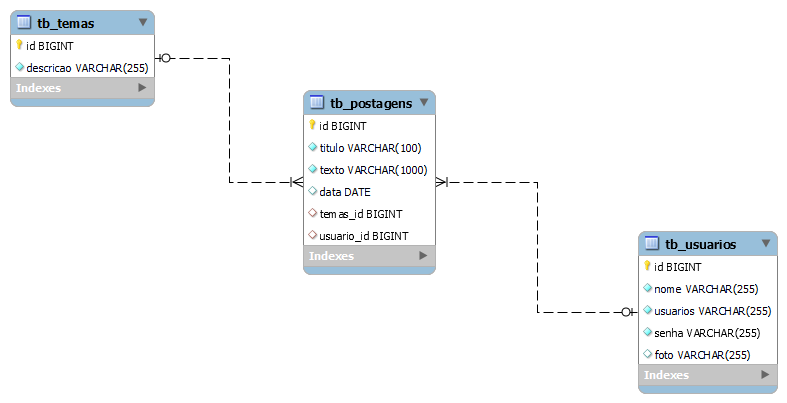 tb_temas
id BIGINT
descricao VARCHAR(255)
Indexes
tb_postagens
id BIGINT
titulo VARCHAR(100)
texto VARCHAR(1000)
data DATE
temas_id BIGINT
usuario_id BIGINT
Indexes
tb_usuarios
id BIGINT
nome VARCHAR(255)
usuarios VARCHAR(255)
senha VARCHAR(255)
foto VARCHAR(255)
Indexes